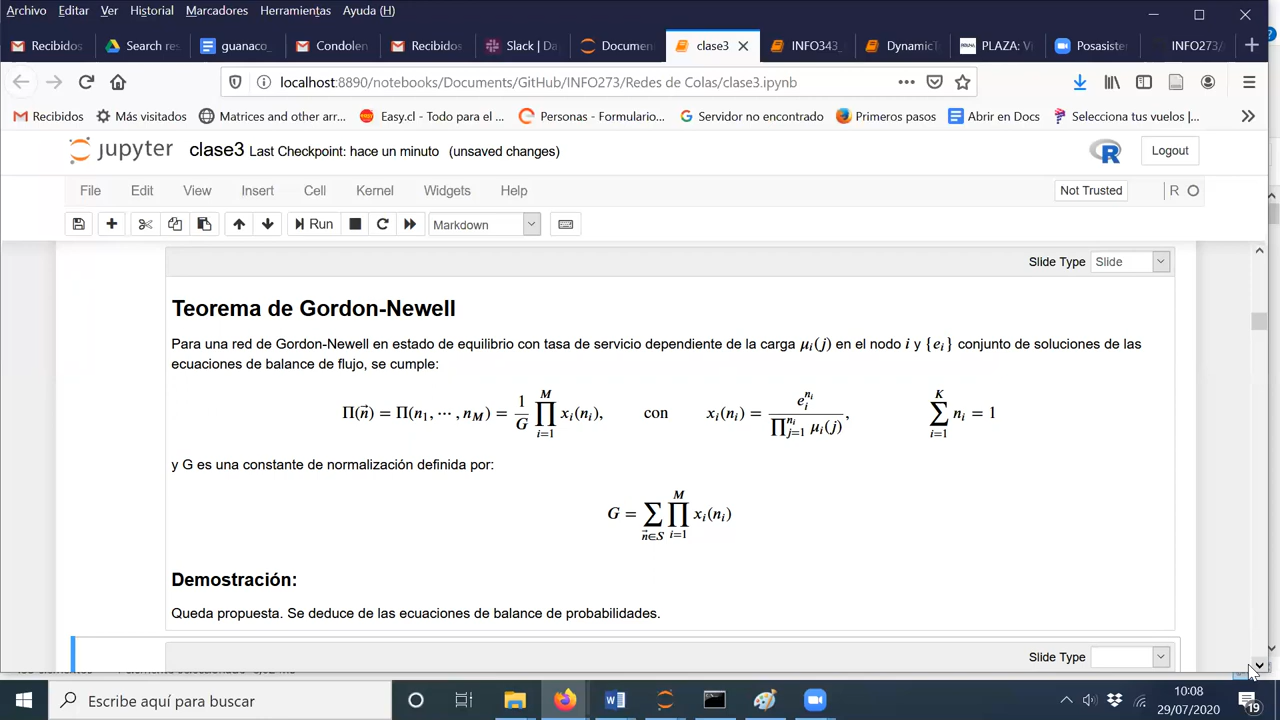 Archivo Editar Ver Historial Marcadores Herramientas Ayuda (H)
Recibidos Search res guanaco_ Condolen Recibidos Slack | Da Documen clase3 INFO343_ DynamicT PLAZA: Vi Posasister INFO273/
localhost:8890/notebooks/Documents/GitHub/INFO273/Redes de Colas/clase3.ipynb
Recibidos Más visitados Matrices and other arr... Easy.cl - Todo para el ... Personas - Formulario... Servidor no encontrado Primeros pasos Abrir en Docs Selecciona tus vuelos |...
jupyter clase3 Last Checkpoint: hace un minuto (unsaved changes) R Logout
File Edit View Insert Cell Kernel Widgets Help Not Trusted R
Run Markdown
Slide Type Slide
Teorema de Gordon-Newell
Para una red de Gordon-Newell en estado de equilibrio con tasa de servicio dependiente de la carga μ_i(j) en el nodo i y {e_i} conjunto de soluciones de las
ecuaciones de balance de flujo, se cumple:
Π(n⃗) = Π(n_1, ⋯ , n_M) = 1/G ∏_{i=1}^{M} x_i(n_i), con x_i(n_i) = e_i^{n_i} / ∏_{j=1}^{n_i} μ_i(j), ∑_{i=1}^{K} n_i = 1
y G es una constante de normalización definida por:
G = ∑_{n⃗∈S} ∏_{i=1}^{M} x_i(n_i)
Demostración:
Queda propuesta. Se deduce de las ecuaciones de balance de probabilidades.
Slide Type
Escribe aquí para buscar
10:08
29/07/2020
19